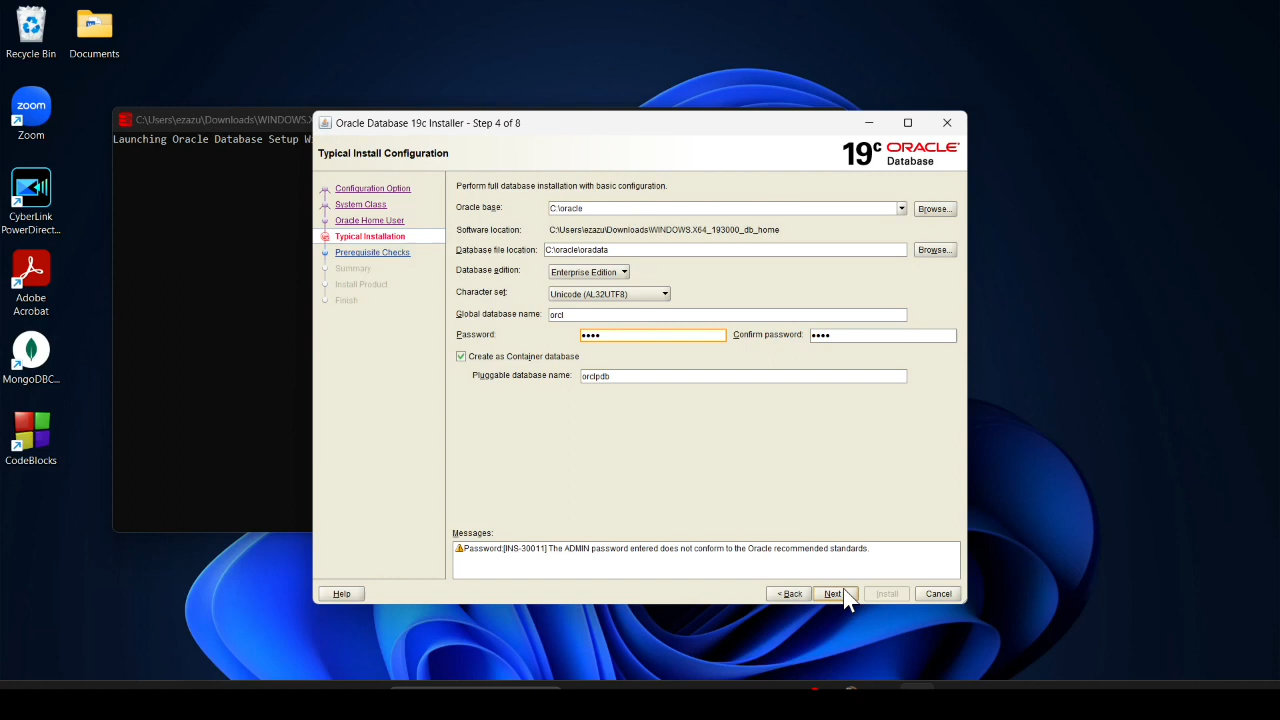 Recycle Bin
Documents
zoom
Zoom
CyberLink
PowerDirect...
Adobe
Acrobat
MongoDBC...
CodeBlocks
C:\Users\ezazu\Downloads\WINDOWS.X
Launching Oracle Database Setup Wi
Oracle Database 19c Installer - Step 4 of 8
Typical Install Configuration
19c ORACLE
Database
Configuration Option
System Class
Oracle Home User
Typical Installation
Prerequisite Checks
Summary
Install Product
Finish
Perform full database installation with basic configuration.
Oracle base: C:\oracle Browse...
Software location: C:\Users\ezazu\Downloads\WINDOWS.X64_193000_db_home
Database file location: C:\oracle\oradata Browse...
Database edition: Enterprise Edition
Character set: Unicode (AL32UTF8)
Global database name: orcl
Password: •••• Confirm password: ••••
Create as Container database
Pluggable database name: orclpdb
Messages:
Password:[INS-30011] The ADMIN password entered does not conform to the Oracle recommended standards.
Help < Back Next Install Cancel